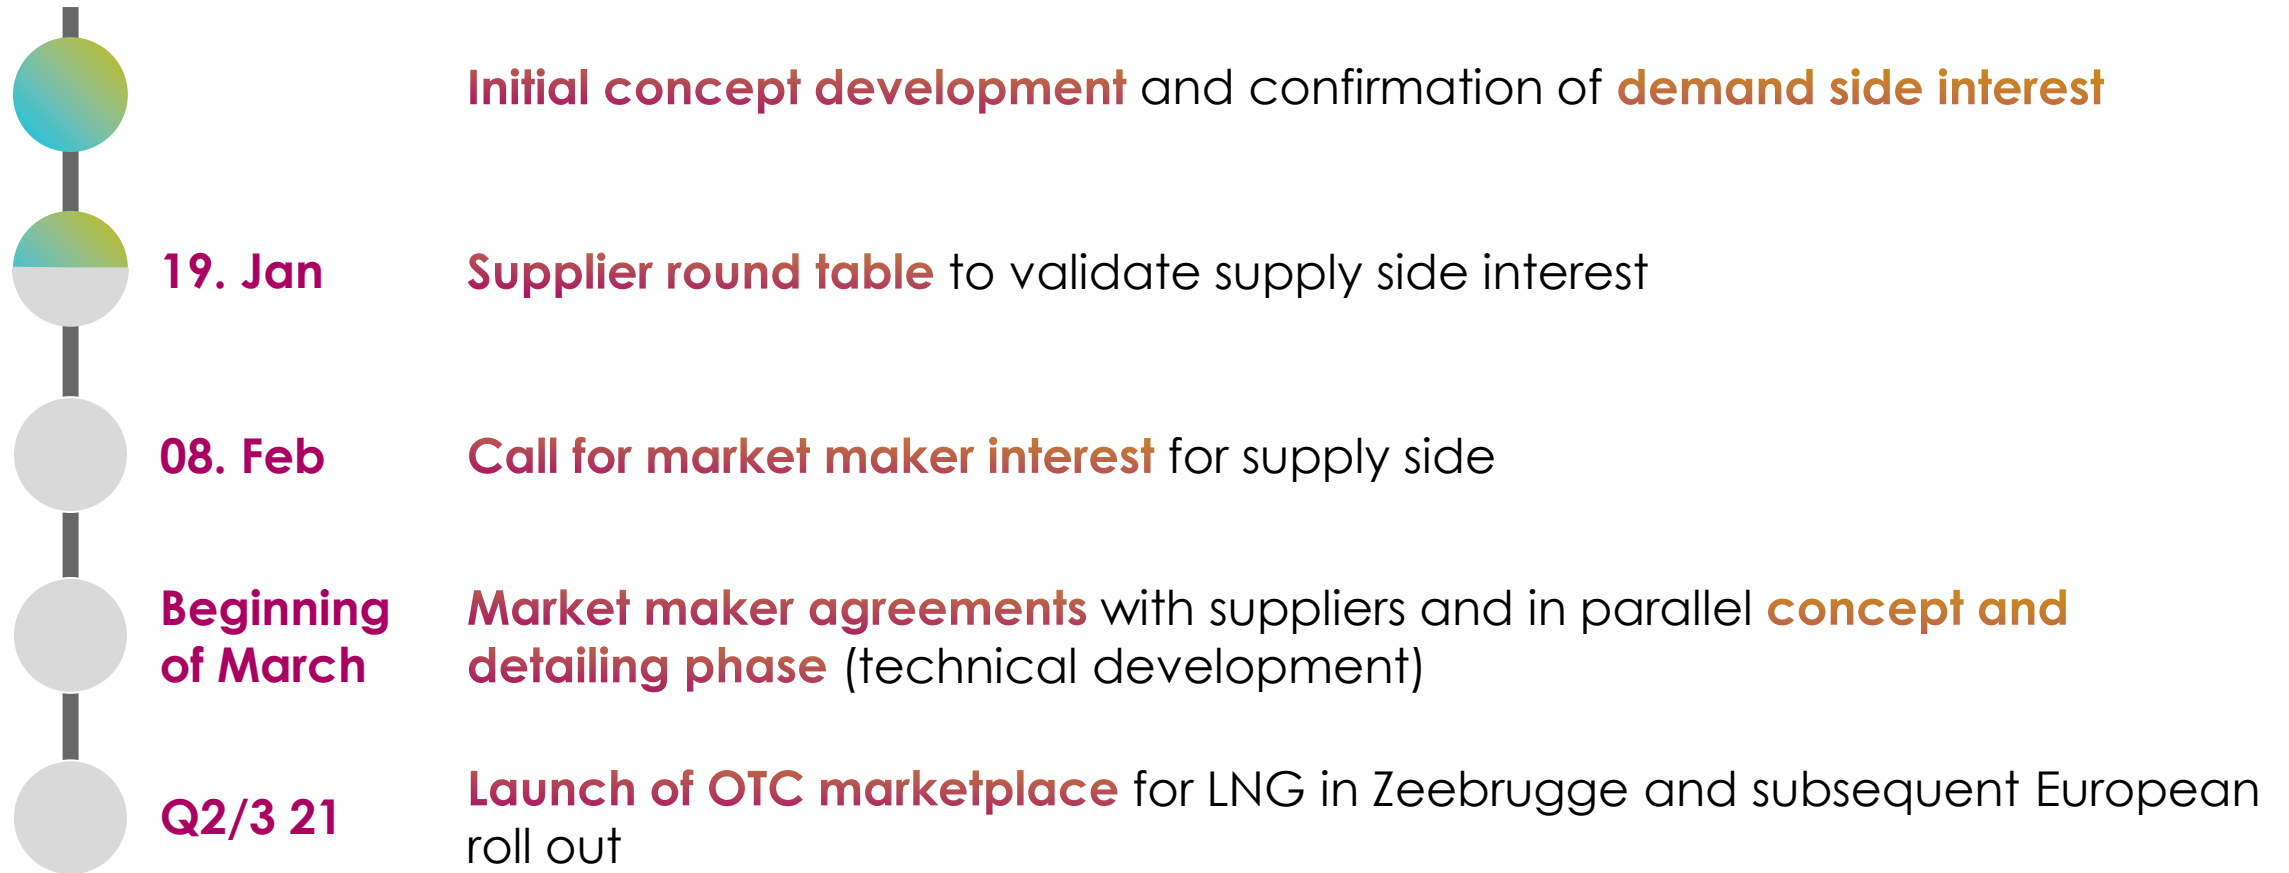 Initial concept development and confirmation of demand side interest
19. Jan
Supplier round table to validate supply side interest
08. Feb
Call for market maker interest for supply side
Beginning
of March
Market maker agreements with suppliers and in parallel concept and
detailing phase (technical development)
Q2/3 21
Launch of OTC marketplace for LNG in Zeebrugge and subsequent European
roll out